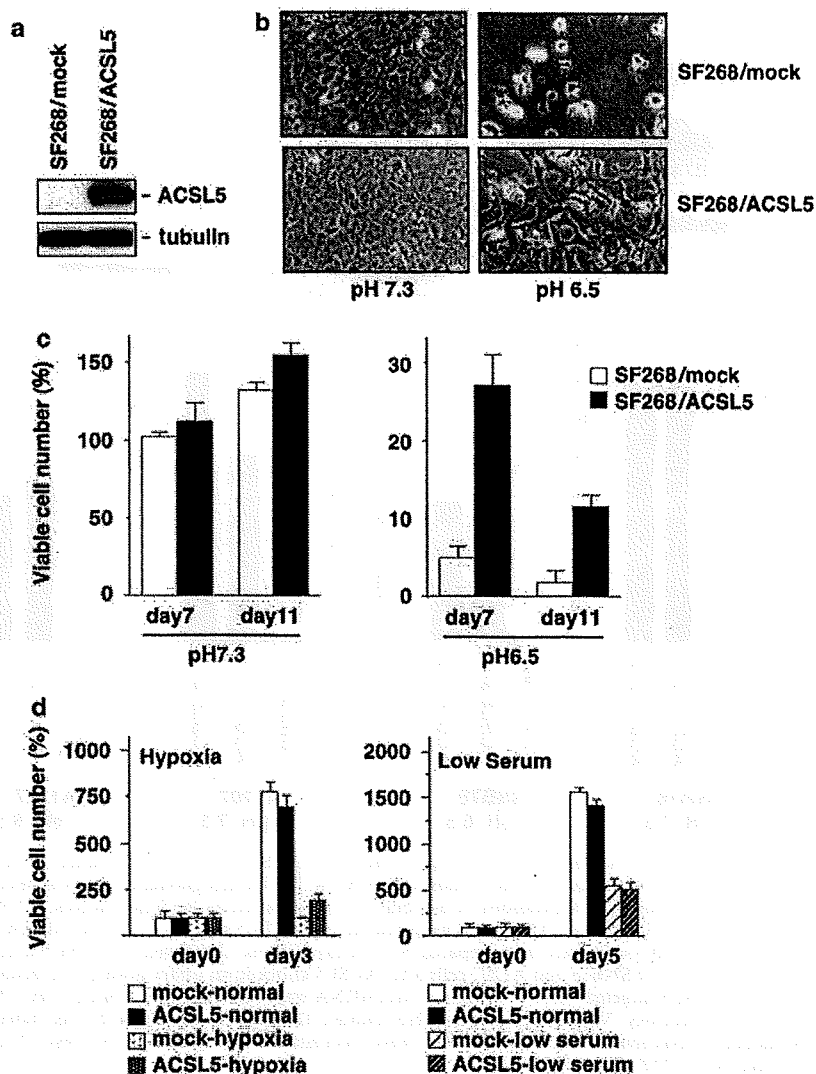 a
SF268/mock
SF268/ACSL5
- ACSL5
- tubulin
b
SF268/mock
SF268/ACSL5
pH 7.3
pH 6.5
c
Viable cell number (%)
150
100
50
0
day7
day11
pH7.3
30
20
10
0
day7
day11
pH6.5
SF268/mock
SF268/ACSL5
d
Viable cell number (%)
1000
750
500
250
Hypoxia
day0
day3
mock-normal
ACSL5-normal
mock-hypoxia
ACSL5-hypoxia
2000
1500
1000
500
0
Low Serum
day0
day5
mock-normal
ACSL5-normal
mock-low serum
ACSL5-low serum